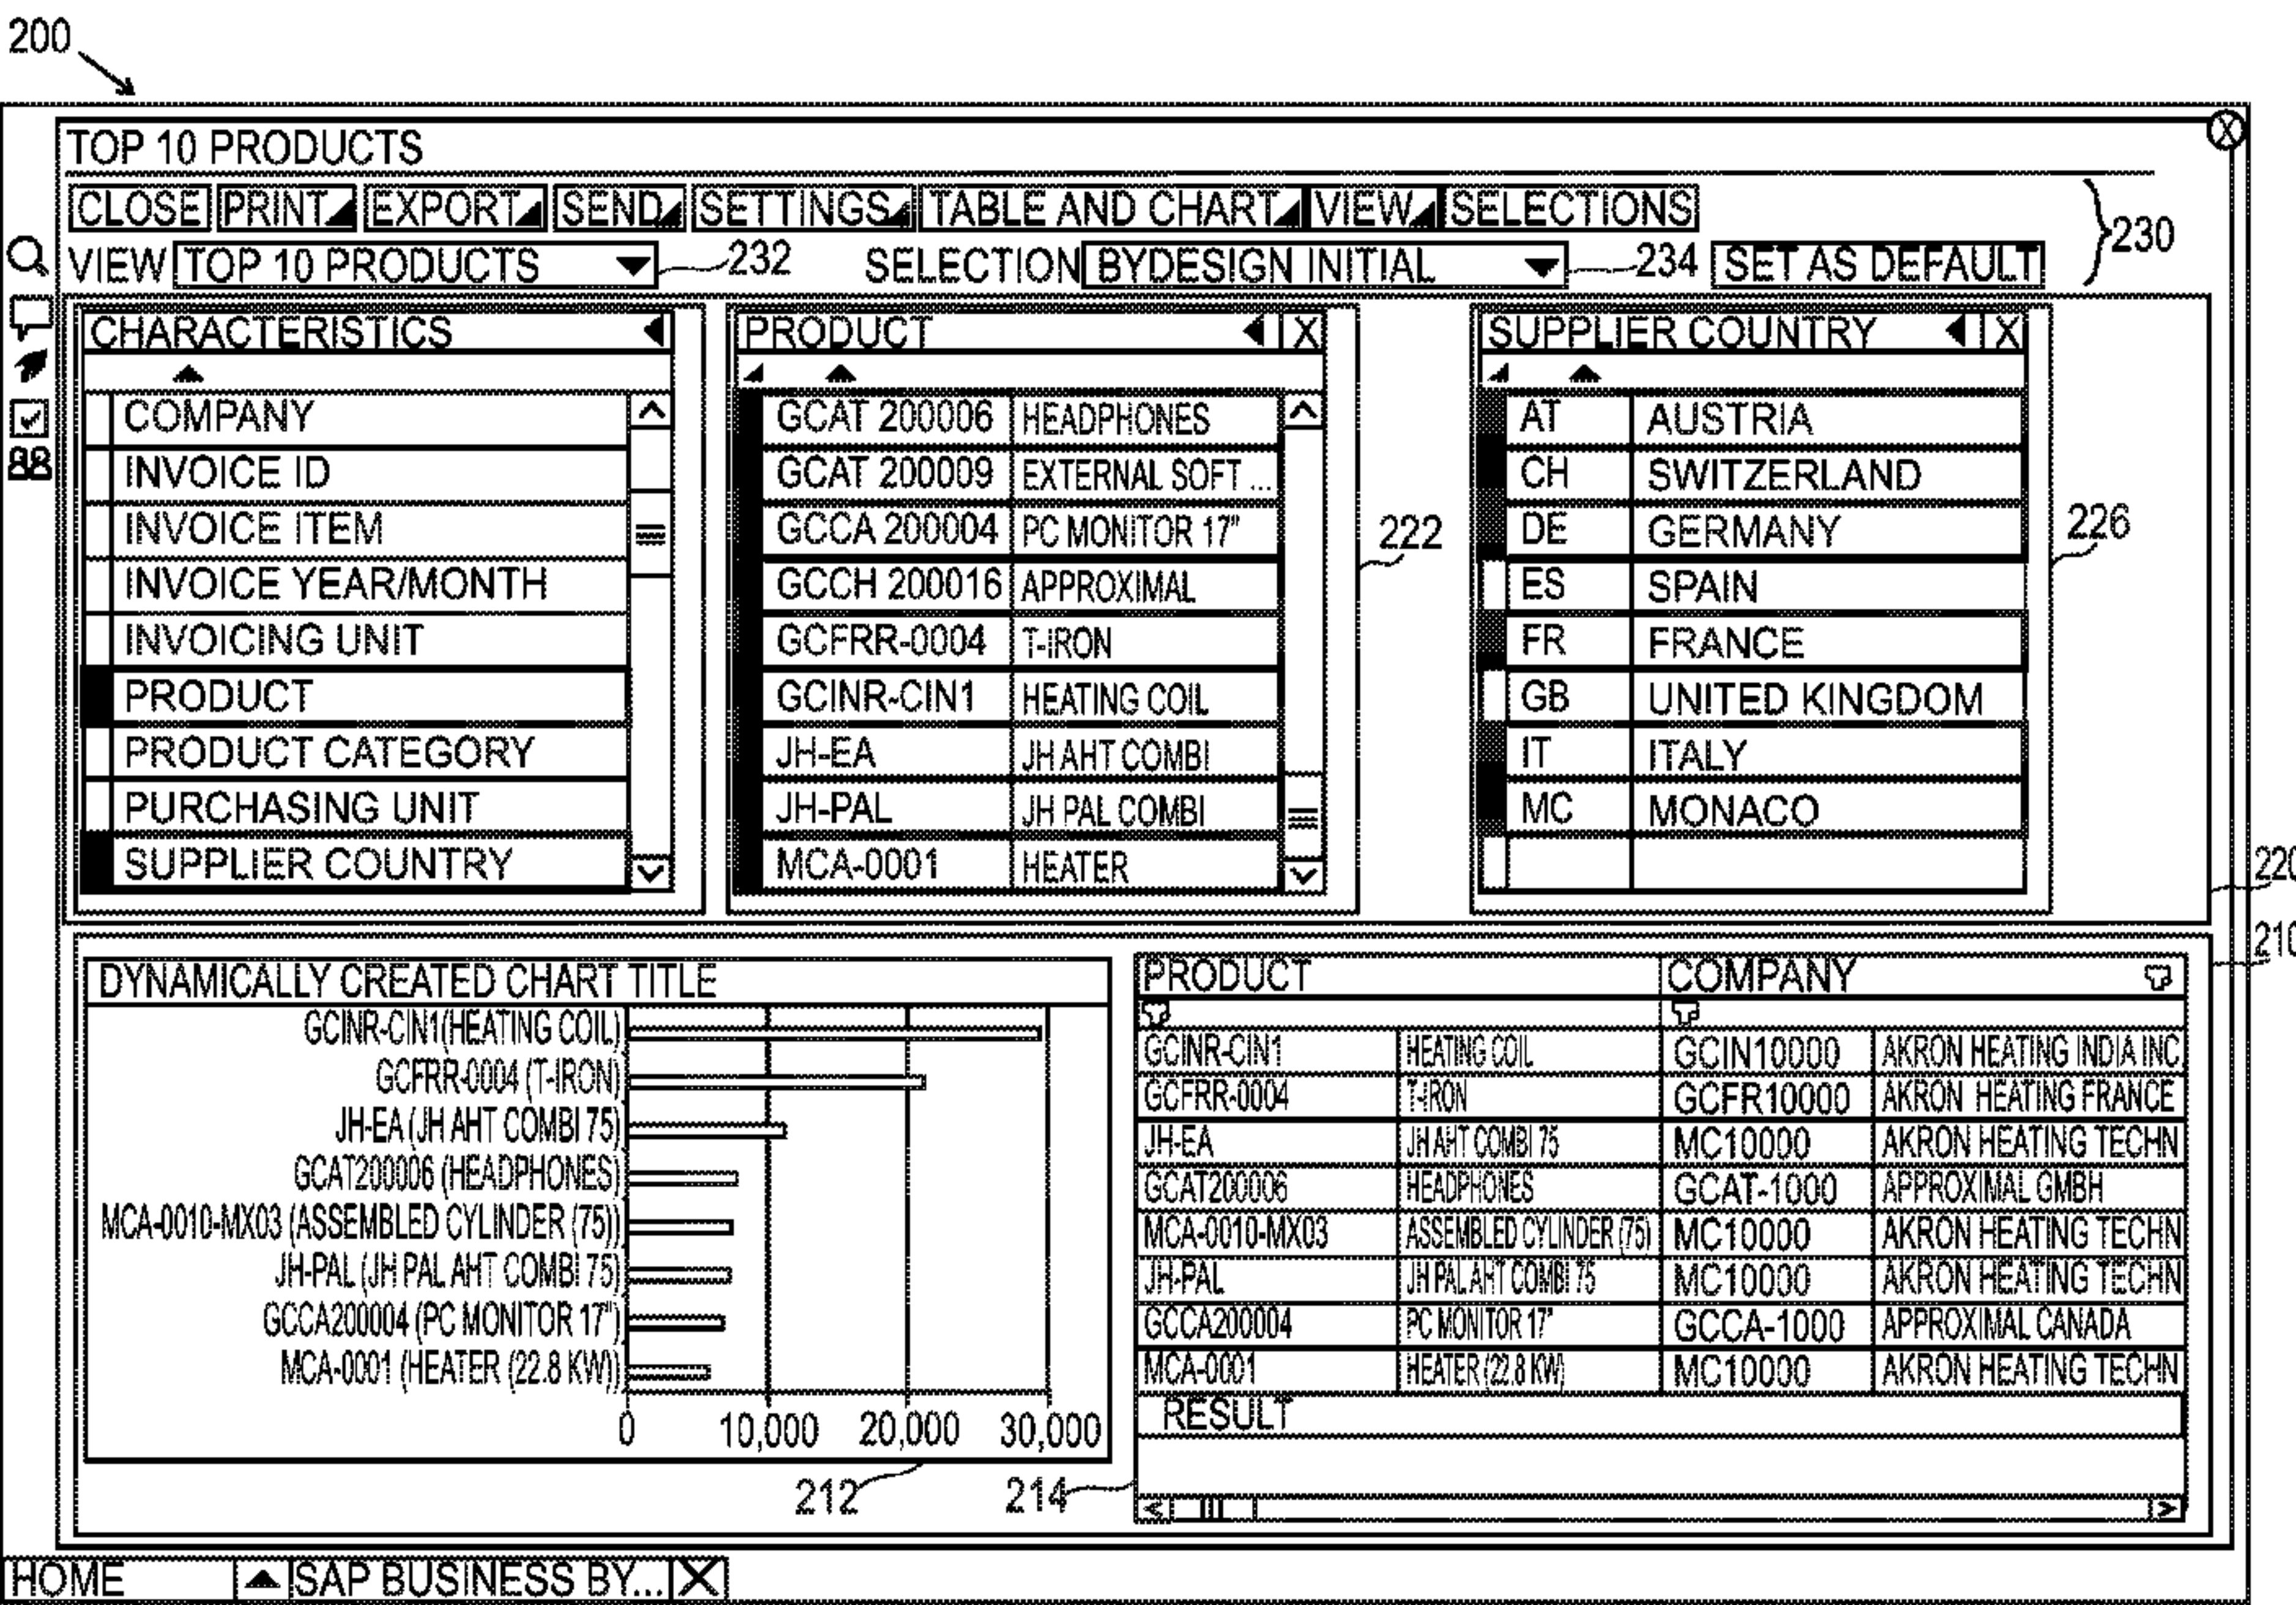 200
TOP 10 PRODUCTS
CLOSE PRINT EXPORT SEND SETTINGS TABLE AND CHART VIEW SELECTIONS
230
VIEW TOP 10 PRODUCTS 232 SELECTION BYDESIGN INITIAL 234 SET AS DEFAULT
CHARACTERISTICS
COMPANY
INVOICE ID
INVOICE ITEM
INVOICE YEAR/MONTH
INVOICING UNIT
PRODUCT
PRODUCT CATEGORY
PURCHASING UNIT
SUPPLIER COUNTRY
PRODUCT X
GCAT 200006 HEADPHONES
GCAT 200009 EXTERNAL SOFT ...
GCCA 200004 PC MONITOR 17"
GCCH 200016 APPROXIMAL
GCFRR-0004 T-IRON
GCINR-CIN1 HEATING COIL
JH-EA JH AHT COMBI
JH-PAL JH PAL COMBI
MCA-0001 HEATER
222
SUPPLIER COUNTRY X
AT AUSTRIA
CH SWITZERLAND
DE GERMANY
ES SPAIN
FR FRANCE
GB UNITED KINGDOM
IT ITALY
MC MONACO
226
220
210
DYNAMICALLY CREATED CHART TITLE
GCINR-CIN1(HEATING COIL)
GCFRR-0004 (T-IRON)
JH-EA (JH AHT COMBI 75)
GCAT200006 (HEADPHONES)
MCA-0010-MX03 (ASSEMBLED CYLINDER (75))
JH-PAL (JH PAL AHT COMBI 75)
GCCA200004 (PC MONITOR 17")
MCA-0001 (HEATER (22.8 KW))
0 10,000 20,000 30,000
212
PRODUCT COMPANY
GCINR-CIN1 HEATING COIL GCIN10000 AKRON HEATING INDIA INC
GCFRR-0004 T-IRON GCFR10000 AKRON HEATING FRANCE
JH-EA JH AHT COMBI 75 MC10000 AKRON HEATING TECHN
GCAT200006 HEADPHONES GCAT-1000 APPROXIMAL GMBH
MCA-0010-MX03 ASSEMBLED CYLINDER (75) MC10000 AKRON HEATING TECHN
JH-PAL JH PAL AHT COMBI 75 MC10000 AKRON HEATING TECHN
GCCA200004 PC MONITOR 17" GCCA-1000 APPROXIMAL CANADA
MCA-0001 HEATER (22.8 KW) MC10000 AKRON HEATING TECHN
RESULT
214
HOME SAP BUSINESS BY... X